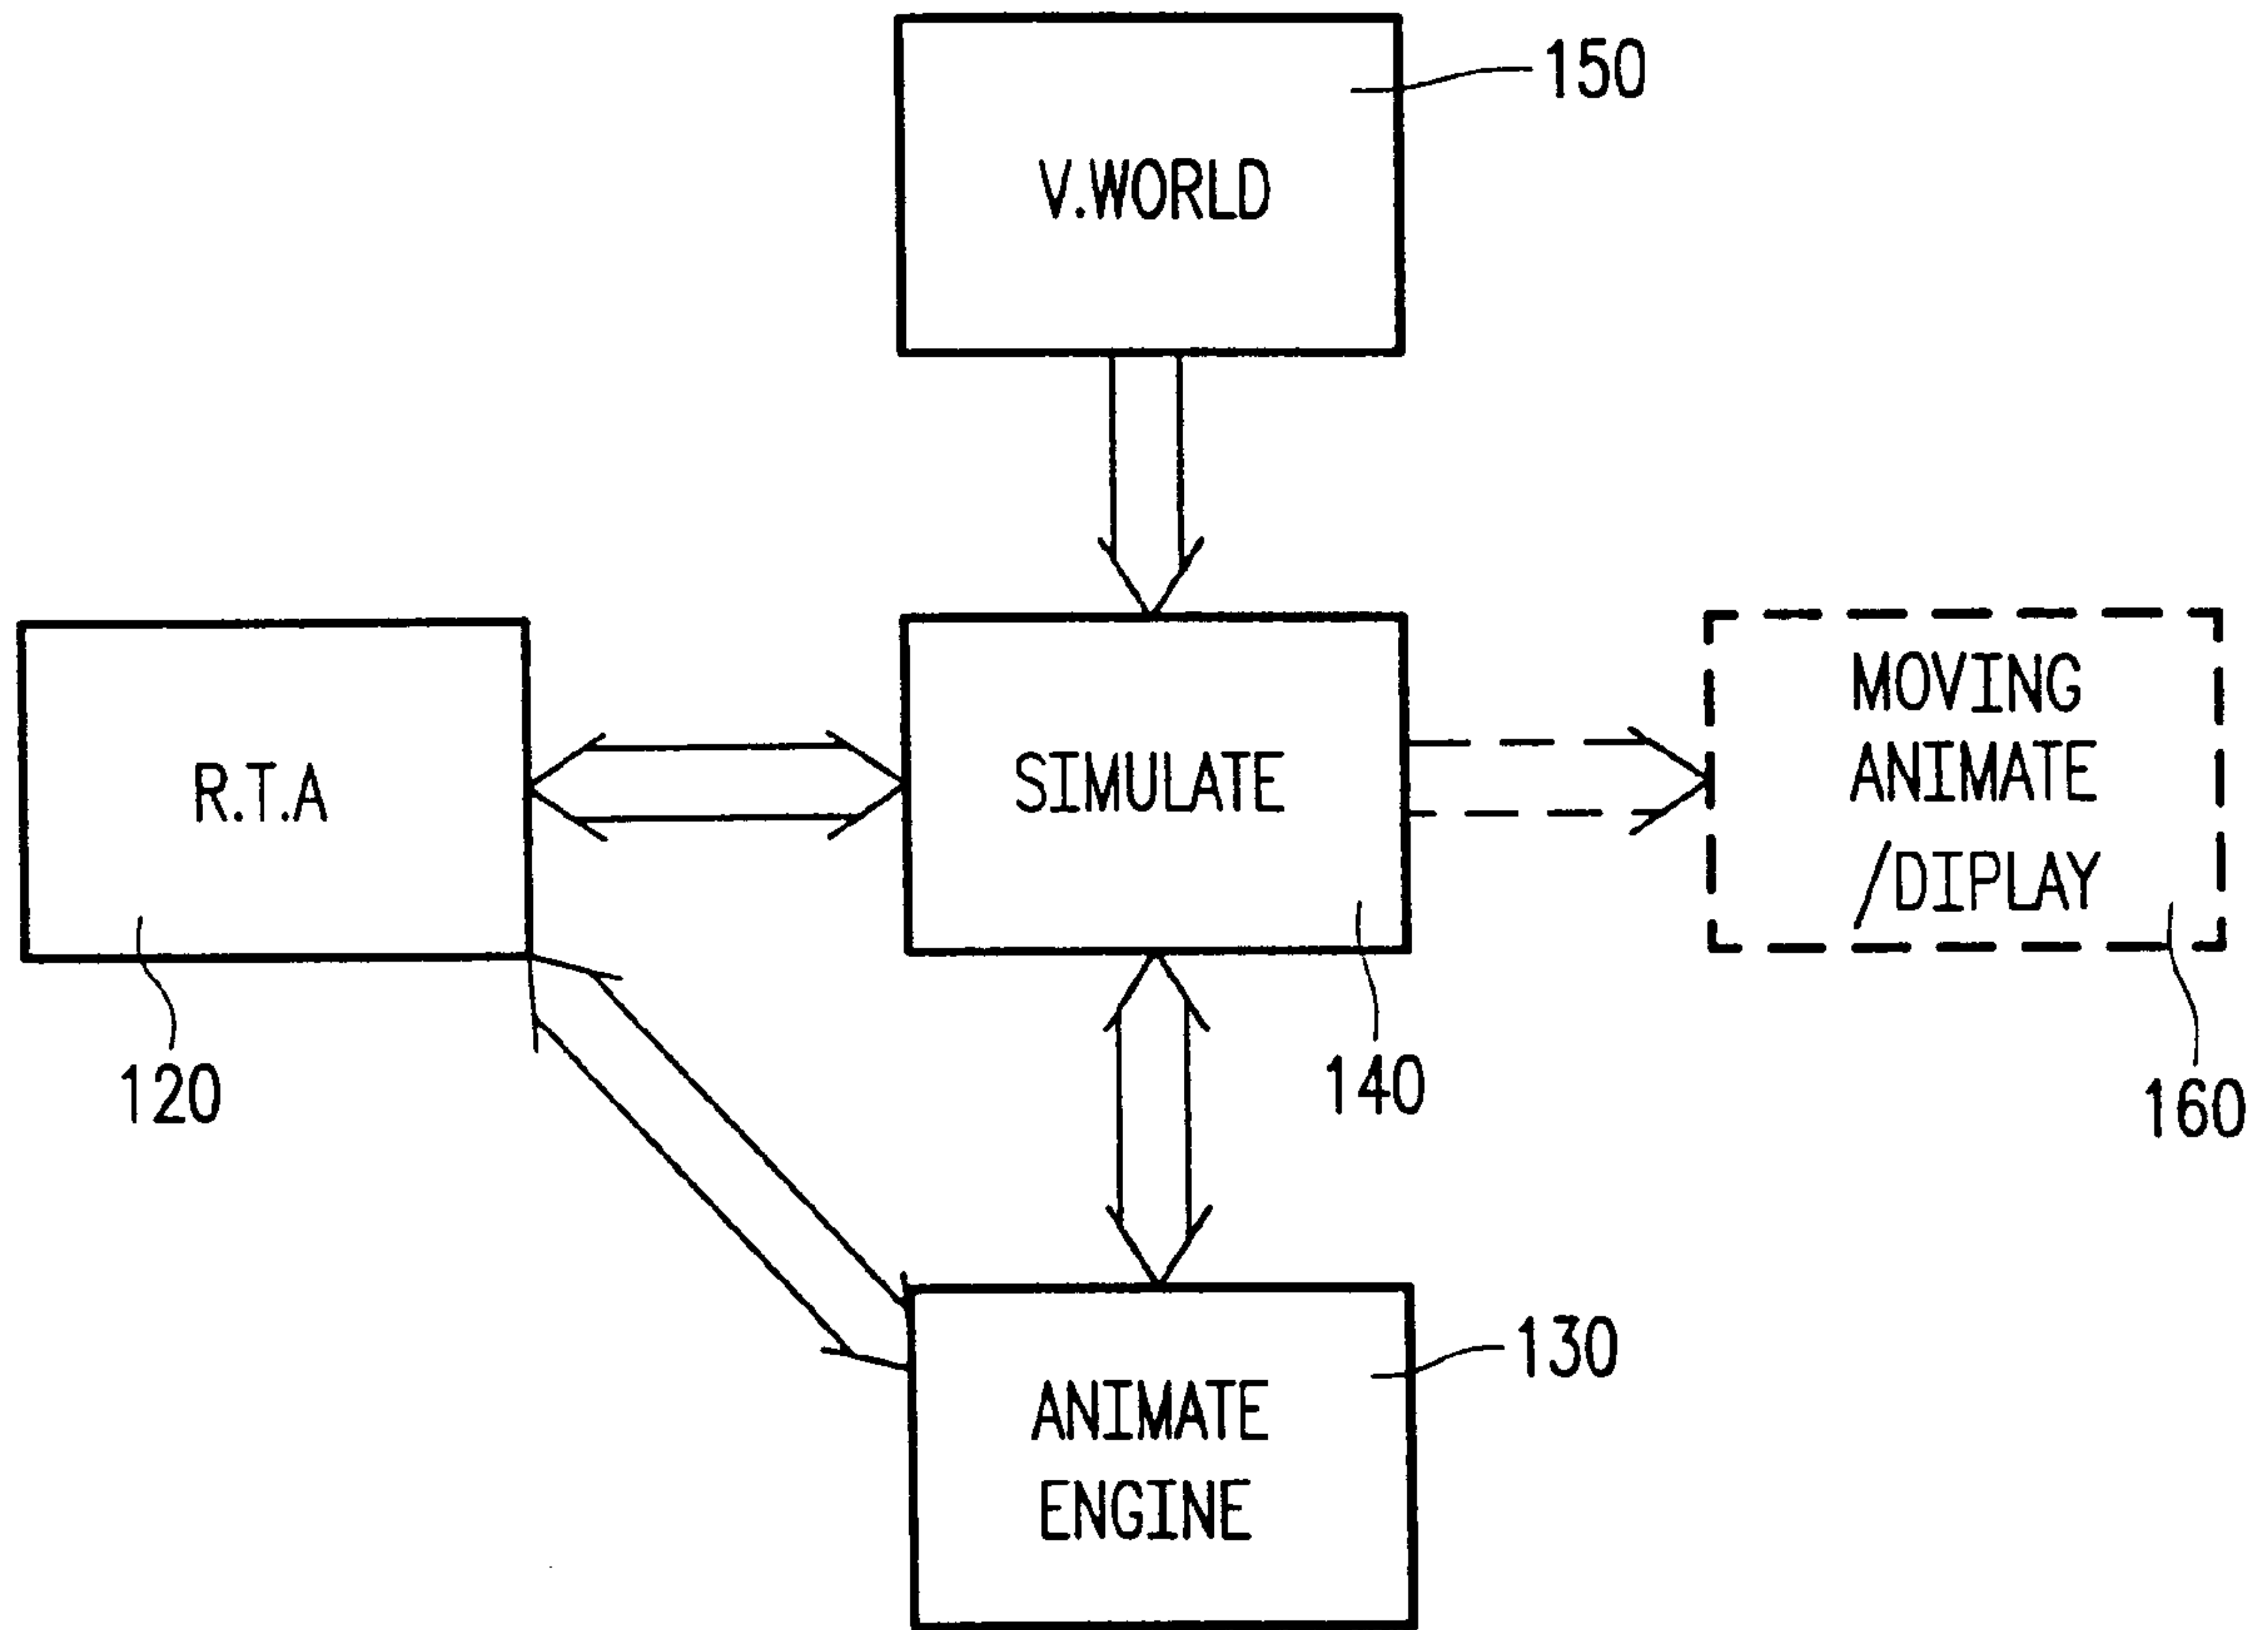 150
V.WORLD
R.T.A
SIMULATE
MOVING
ANIMATE
/DIPLAY
120
140
160
130
ANIMATE
ENGINE